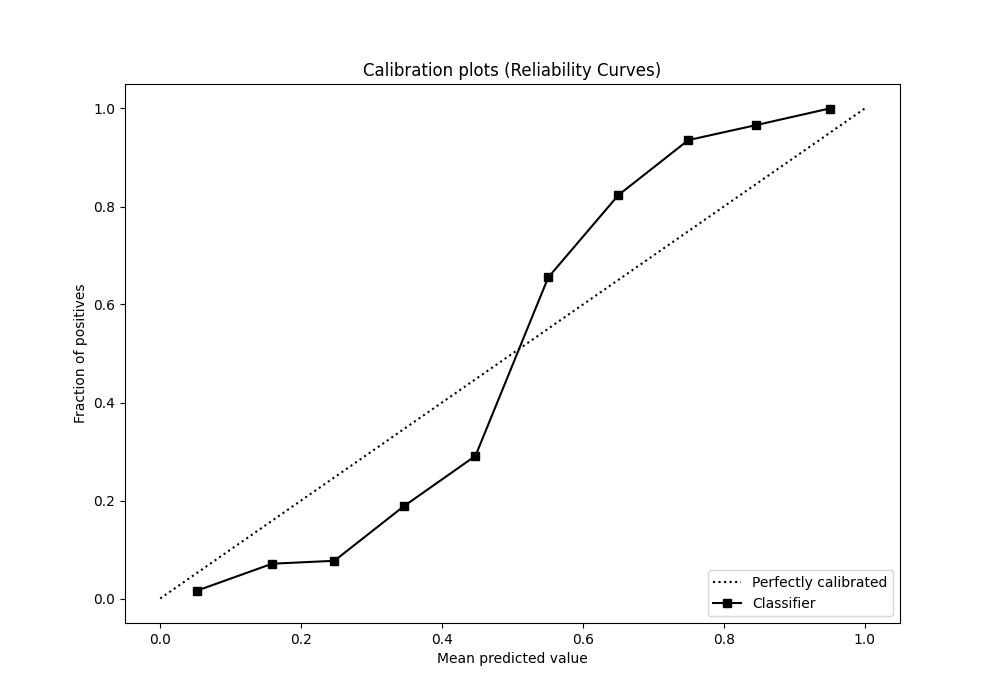 Calibration plots (Reliability Curves)
1.0
0.8
0.6
0.4
0.2
0.0
Fraction of positives
0.0 0.2 0.4 0.6 0.8 1.0
Mean predicted value
Perfectly calibrated
Classifier